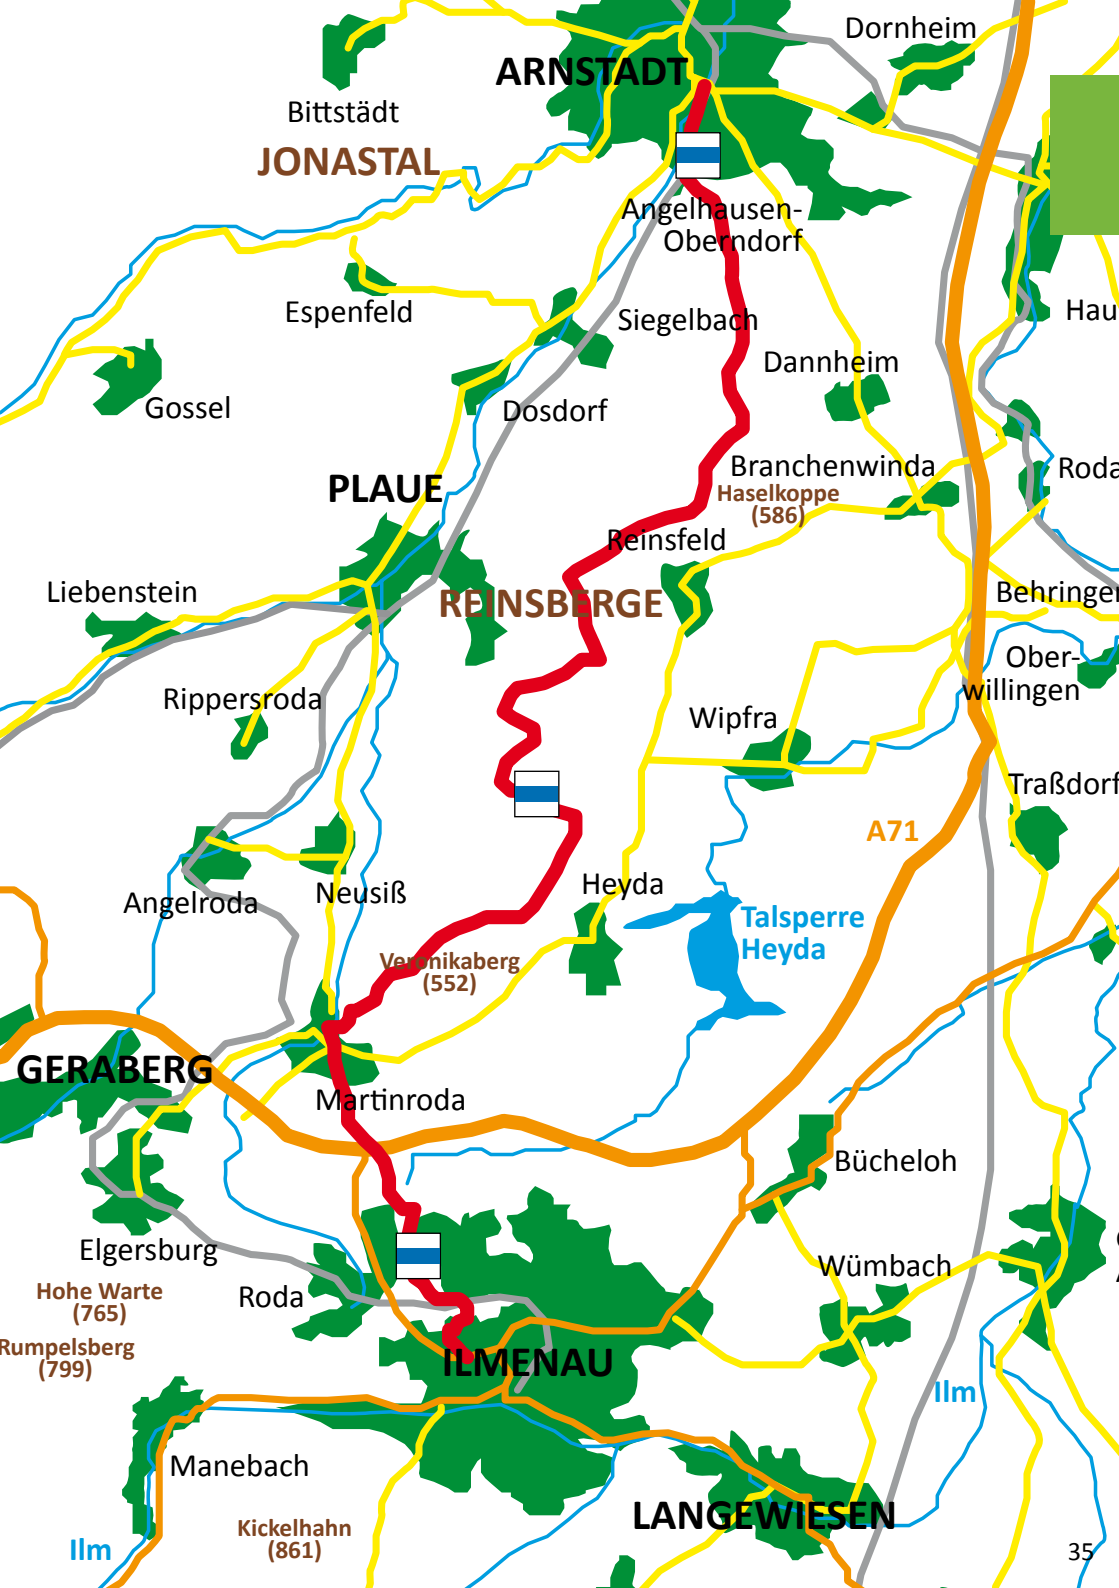 Dornheim
ARNSTADT
Bittstädt
JONASTAL
Angelhausen-
Oberndorf
Espenfeld
Siegelbach
Hau
Dannheim
Gossel
Dosdorf
Branchenwinda
Roda
PLAUE
Haselkoppe
(586)
Reinsfeld
Liebenstein
REINSBERGE
Behringen
Ober-
willingen
Rippersroda
Wipfra
Traßdorf
A71
Angelroda
Neusiß
Heyda
Talsperre
Heyda
Veronikaberg
(552)
GERABERG
Martinroda
Bücheloh
Elgersburg
Wümbach
Hohe Warte
(765)
Roda
Rumpelsberg
(799)
ILMENAU
Ilm
Manebach
LANGEWIESEN
Kickelhahn
(861)
Ilm
35